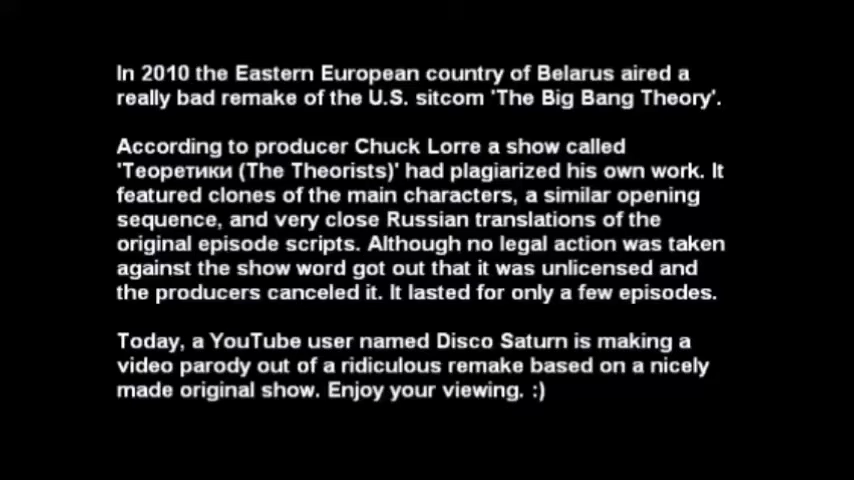 In 2010 the Eastern European country of Belarus aired a
really bad remake of the U.S. sitcom 'The Big Bang Theory'.
According to producer Chuck Lorre a show called
'Теоретики (The Theorists)' had plagiarized his own work. It
featured clones of the main characters, a similar opening
sequence, and very close Russian translations of the
original episode scripts. Although no legal action was taken
against the show word got out that it was unlicensed and
the producers canceled it. It lasted for only a few episodes.
Today, a YouTube user named Disco Saturn is making a
video parody out of a ridiculous remake based on a nicely
made original show. Enjoy your viewing. :)